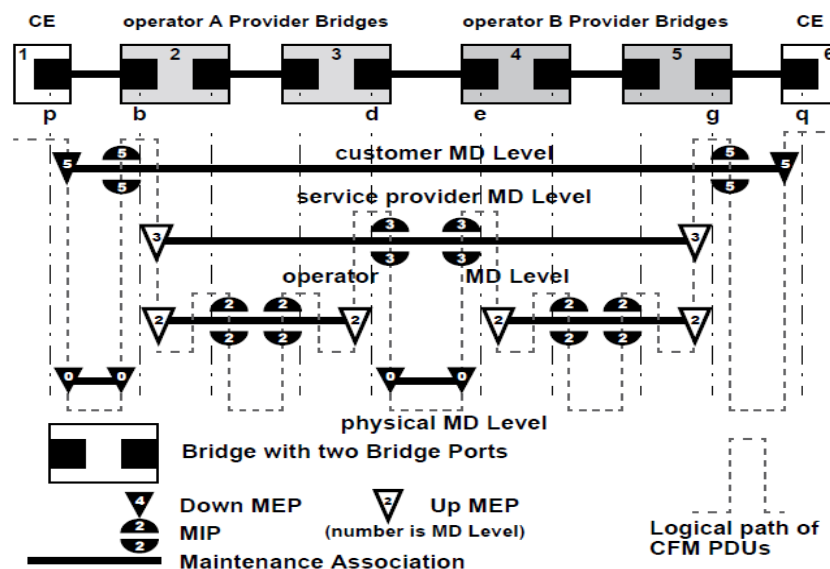 CE operator A Provider Bridges operator B Provider Bridges CE
1 2 3 4 5 6
p b d e g q
5 5 5 5
customer MD Level
5 5
service provider MD Level
3 3 3 3
3 3
operator MD Level
2 2 2 2 2 2 2 2
2 2 2 2
0 0 0 0
physical MD Level
Bridge with two Bridge Ports
4 Down MEP 2 Up MEP
2 MIP (number is MD Level)
2
Maintenance Association
Logical path of
CFM PDUs